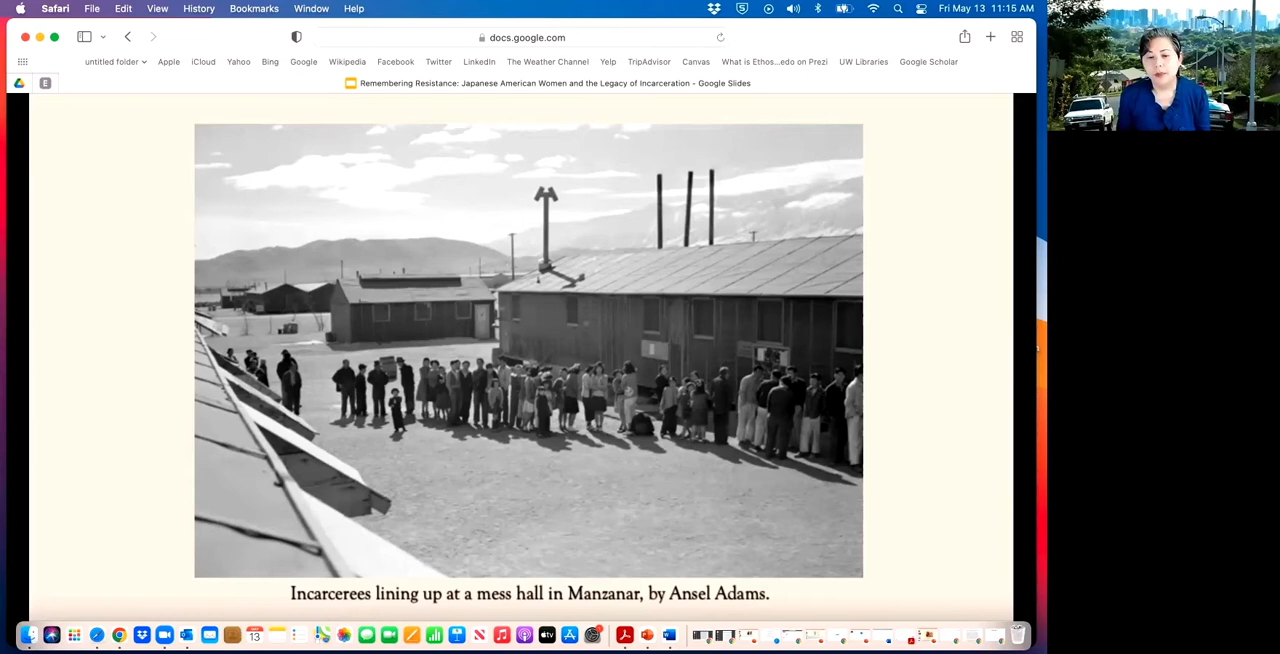 Safari File Edit View History Bookmarks Window Help Fri May 13 11:15 AM
docs.google.com
untitled folder Apple iCloud Yahoo Bing Google Wikipedia Facebook Twitter LinkedIn The Weather Channel Yelp TripAdvisor Canvas What is Ethos...edo on Prezi UW Libraries Google Scholar
E Remembering Resistance: Japanese American Women and the Legacy of Incarceration - Google Slides
Incarcerees lining up at a mess hall in Manzanar, by Ansel Adams.
13 tv